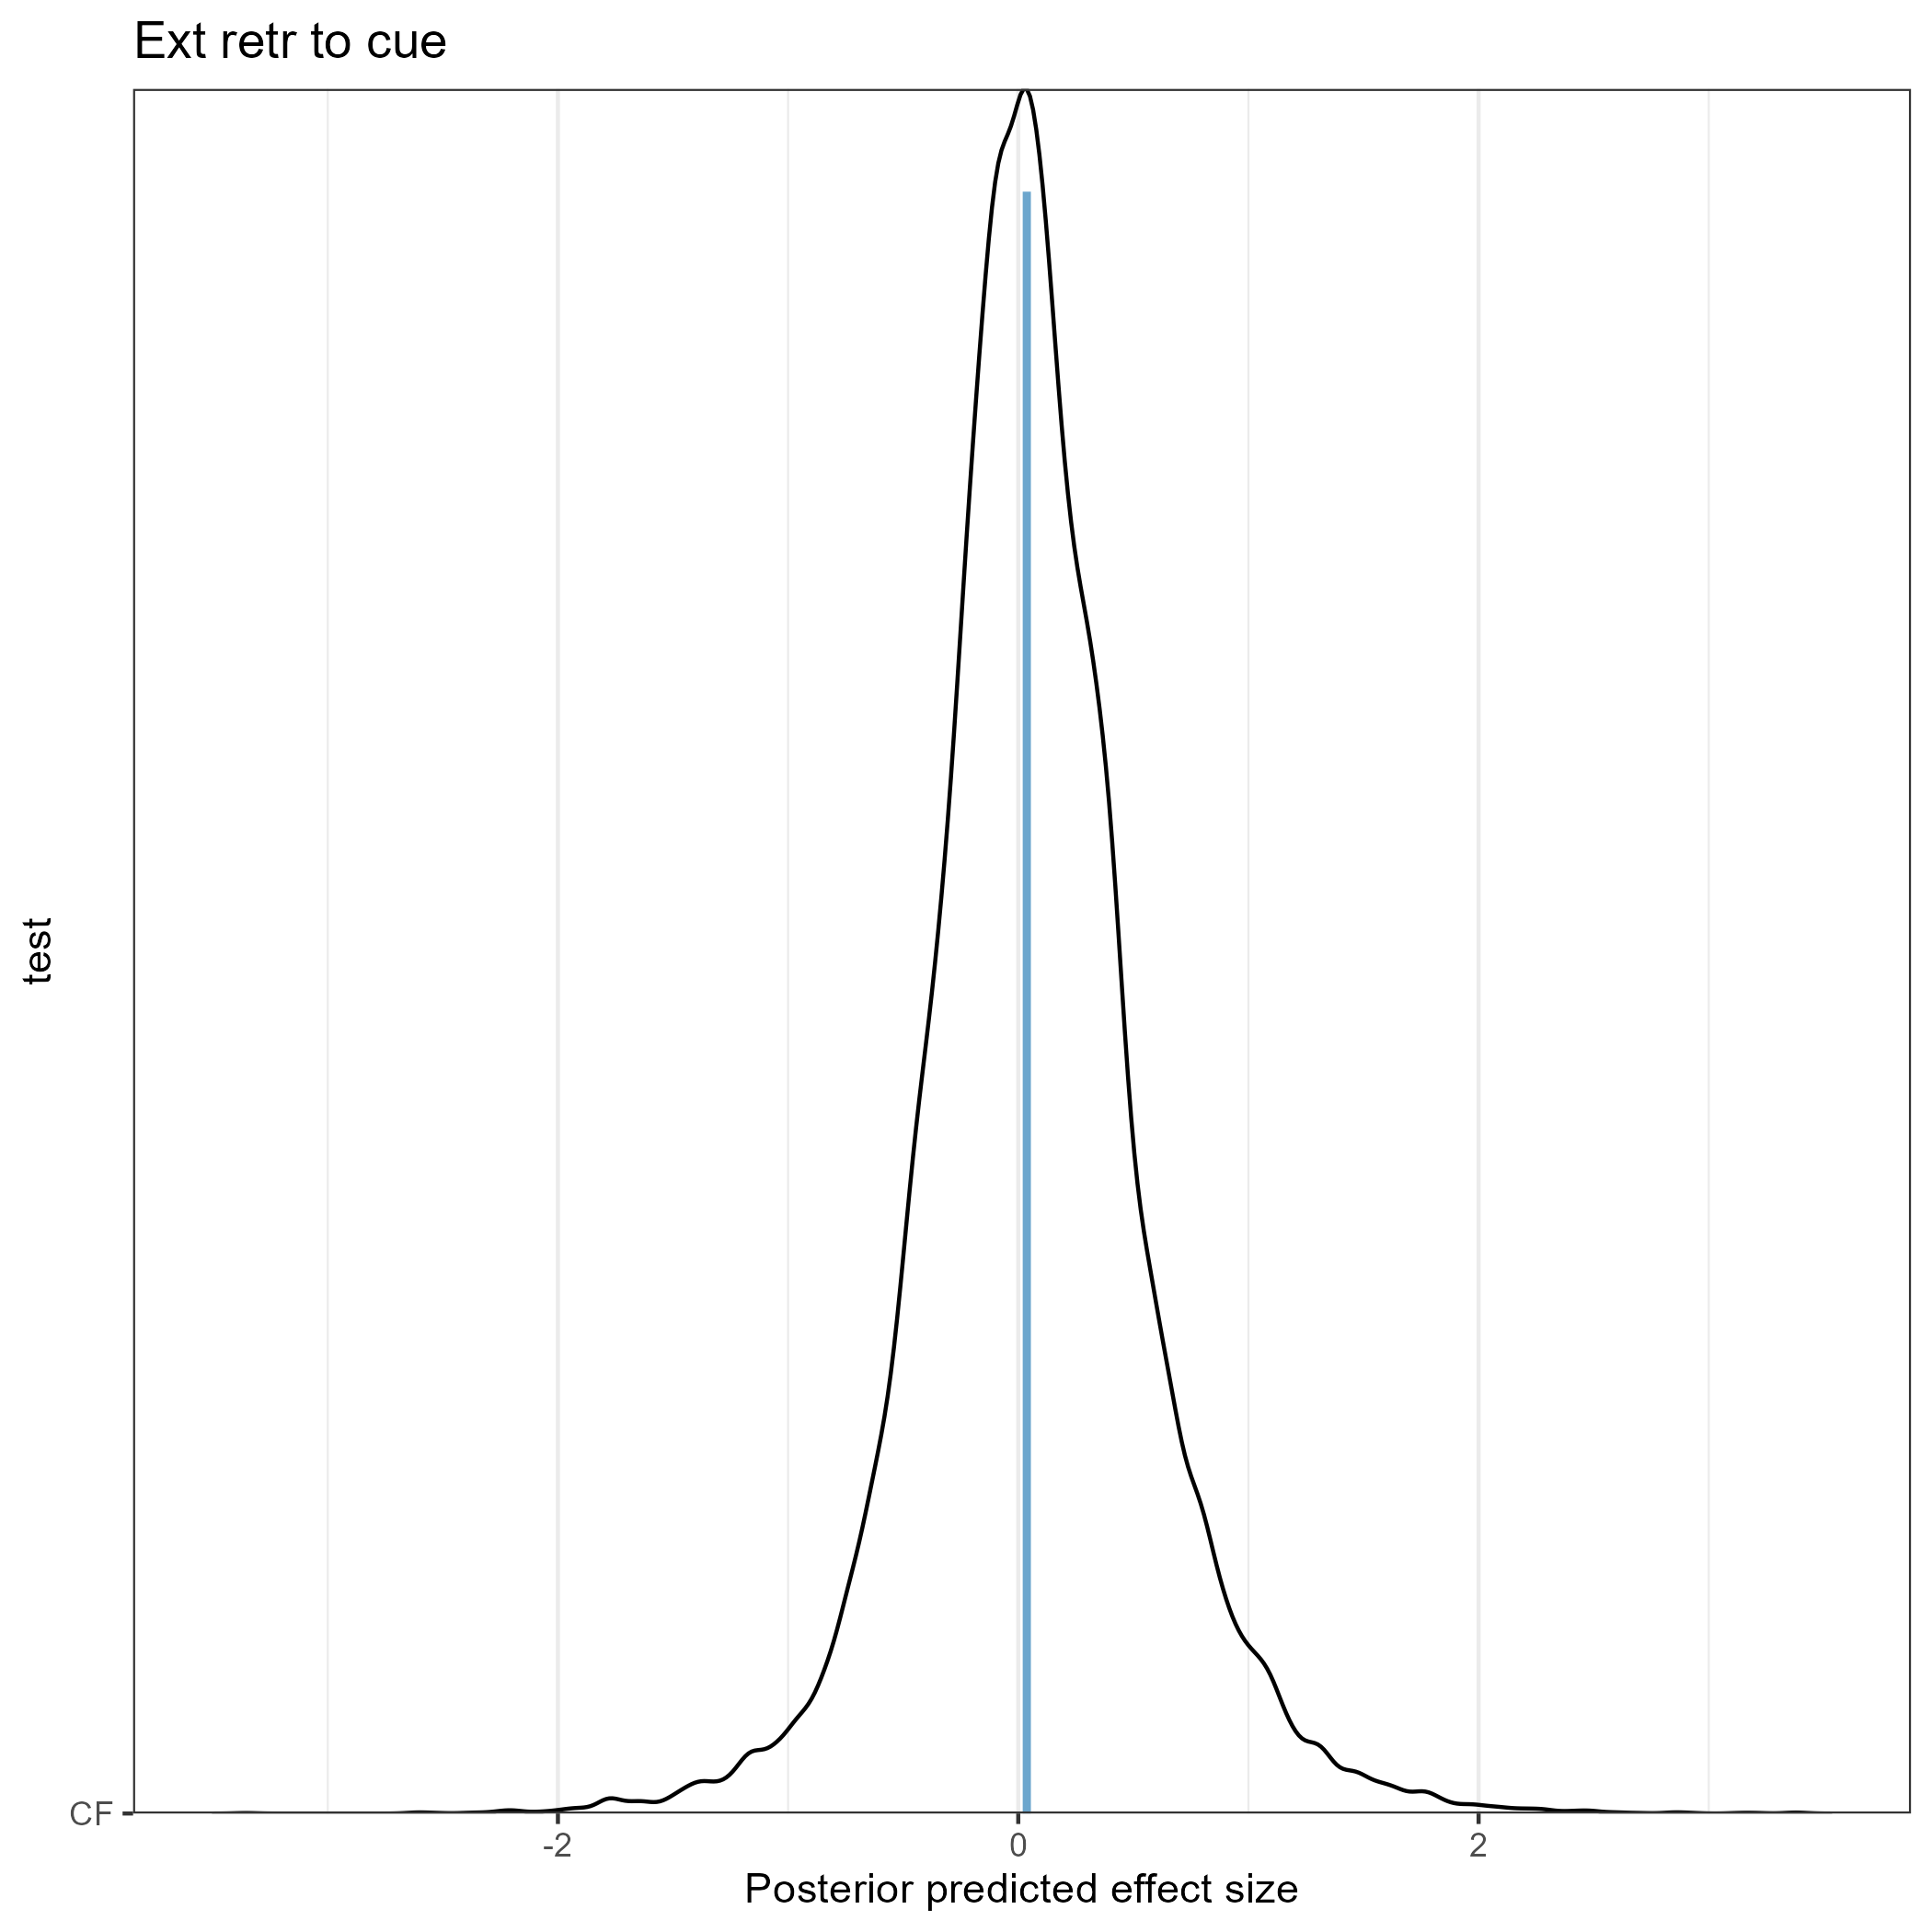 Ext retr to cue
test
CF
-2 0 2
Posterior predicted effect size